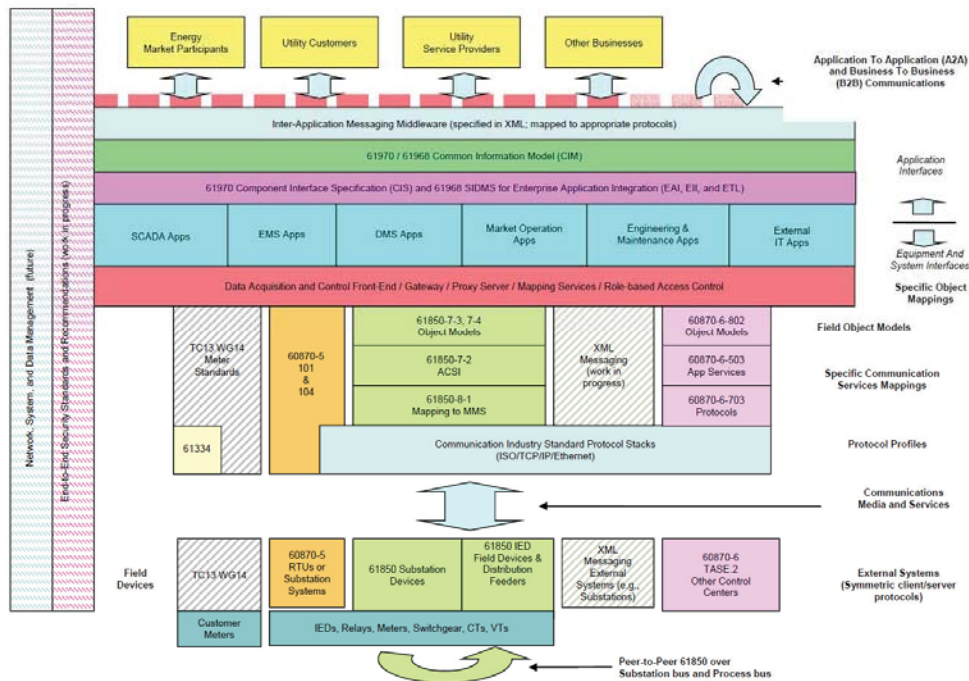 Energy
Market Participants
Utility Customers
Utility
Service Providers
Other Businesses
Application To Application (A2A)
and Business To Business
(B2B) Communications
Inter-Application Messaging Middleware (specified in XML; mapped to appropriate protocols)
61970 / 61968 Common Information Model (CIM)
61970 Component Interface Specification (CIS) and 61968 SIDMS for Enterprise Application Integration (EAI, EII, and ETL)
Application
Interfaces
SCADA Apps
EMS Apps
DMS Apps
Market Operation
Apps
Engineering &
Maintenance Apps
External
IT Apps
Equipment And
System Interfaces
Data Acquisition and Control Front-End / Gateway / Proxy Server / Mapping Services / Role-based Access Control
Specific Object
Mappings
Network, System, and Data Management (future)
End-to-End Security Standards and Recommendations (work in progress)
TC13 WG14
Meter
Standards
61334
60870-5
101
&
104
61850-7-3, 7-4
Object Models
61850-7-2
ACSI
61850-8-1
Mapping to MMS
XML
Messaging
(work in
progress)
60870-6-802
Object Models
60870-6-503
App Services
60870-6-703
Protocols
Field Object Models
Specific Communication
Services Mappings
Communication Industry Standard Protocol Stacks
(ISO/TCP/IP/Ethernet)
Protocol Profiles
Communications
Media and Services
Field
Devices
TC13 WG14
60870-5
RTUs or
Substation
Systems
61850 Substation
Devices
61850 IED
Field Devices &
Distribution
Feeders
XML
Messaging
External
Systems (e.g.,
Substations)
60870-6
TASE.2
Other Control
Centers
External Systems
(Symmetric client/server
protocols)
Customer
Meters
IEDs, Relays, Meters, Switchgear, CTs, VTs
Peer-to-Peer 61850 over
Substation bus and Process bus